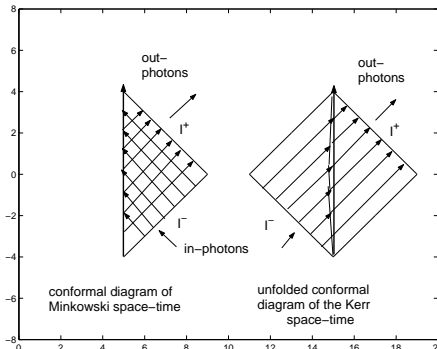 8
6
4
2
0
−2
−4
−6
−8
0
2
4
6
8
10
12
14
16
18
20
out−
photons
I+
I−
in−photons
conformal diagram of
Minkowski space−time
out−
photons
I+
I−
unfolded conformal
diagram of the Kerr
space−time